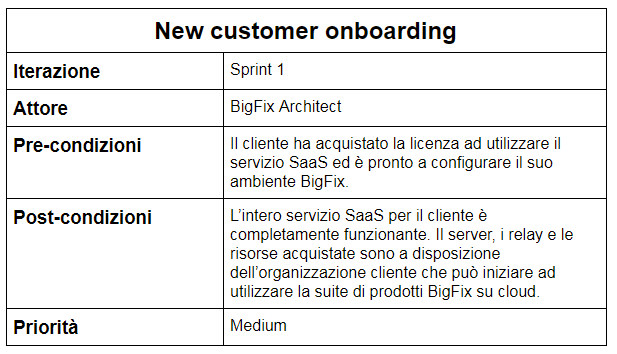 New customer onboarding
Iterazione
Sprint 1
Attore
BigFix Architect
Pre-condizioni
Il cliente ha acquistato la licenza ad utilizzare il
servizio SaaS ed è pronto a configurare il suo
ambiente BigFix.
Post-condizioni
L'intero servizio SaaS per il cliente è
completamente funzionante. Il server, i relay e le
risorse acquistate sono a disposizione
dell'organizzazione cliente che può iniziare ad
utilizzare la suite di prodotti BigFix su cloud.
Priorità
Medium